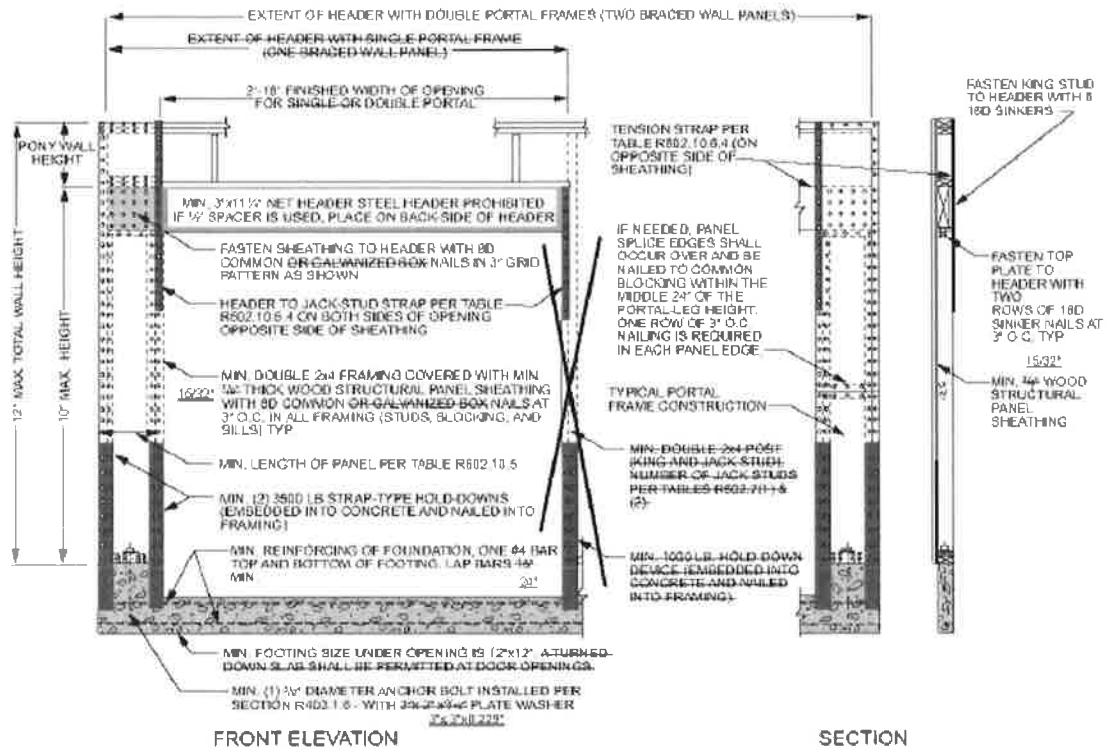 EXTENT OF HEADER WITH DOUBLE PORTAL FRAMES (TWO BRACED WALL PANELS)
EXTENT OF HEADER WITH SINGLE PORTAL FRAME
(ONE BRACED WALL PANEL)
2'-18' FINISHED WIDTH OF OPENING
FOR SINGLE OR DOUBLE PORTAL
FASTEN KING STUD
TO HEADER WITH 6
16D SINKERS
PONY WALL
HEIGHT
12' MAX. TOTAL WALL HEIGHT
10' MAX. HEIGHT
TENSION STRAP PER
TABLE R602.10.6.4 (ON
OPPOSITE SIDE OF
SHEATHING)
MIN. 3"x11 1/4" NET HEADER STEEL HEADER PROHIBITED
IF 1/2" SPACER IS USED, PLACE ON BACK-SIDE OF HEADER
FASTEN SHEATHING TO HEADER WITH 8D
COMMON OR GALVANIZED BOX NAILS IN 3" GRID
PATTERN AS SHOWN
HEADER TO JACK-STUD STRAP PER TABLE
R602.10.6.4 ON BOTH SIDES OF OPENING
OPPOSITE SIDE OF SHEATHING
IF NEEDED, PANEL
SPLICE EDGES SHALL
OCCUR OVER AND BE
NAILED TO COMMON
BLOCKING WITHIN THE
MIDDLE 24" OF THE
PORTAL-LEG HEIGHT.
ONE ROW OF 3" O.C.
NAILING IS REQUIRED
IN EACH PANEL EDGE
FASTEN TOP
PLATE TO
HEADER WITH
TWO
ROWS OF 16D
SINKER NAILS AT
3" O.C. TYP
15/32"
MIN. WOOD
STRUCTURAL
PANEL
SHEATHING
MIN. DOUBLE 2x4 FRAMING COVERED WITH MIN
15/32" THICK WOOD STRUCTURAL PANEL SHEATHING
WITH 8D COMMON OR GALVANIZED BOX NAILS AT
3" O.C. IN ALL FRAMING (STUDS, BLOCKING, AND
SILLS) TYP
TYPICAL PORTAL
FRAME CONSTRUCTION
MIN. LENGTH OF PANEL PER TABLE R602.10.5
MIN. DOUBLE 2x4 POST
(KING AND JACK STUD).
NUMBER OF JACK STUDS
PER TABLES R502.7(1) &
(2)
MIN. (2) 3500 LB STRAP-TYPE HOLD-DOWNS
(EMBEDDED INTO CONCRETE AND NAILED INTO
FRAMING)
MIN. REINFORCING OF FOUNDATION, ONE #4 BAR
TOP AND BOTTOM OF FOOTING. LAP BARS
MIN
24"
MIN. 1000 LB. HOLD DOWN
DEVICE (EMBEDDED INTO
CONCRETE AND NAILED
INTO FRAMING)
MIN. FOOTING SIZE UNDER OPENING IS 12"x12". A TURNED
DOWN SLAB SHALL BE PERMITTED AT DOOR OPENINGS.
MIN. (1) DIAMETER ANCHOR BOLT INSTALLED PER
SECTION R403.1.6 - WITH PLATE WASHER
3"x 3"x0.229"
FRONT ELEVATION
SECTION